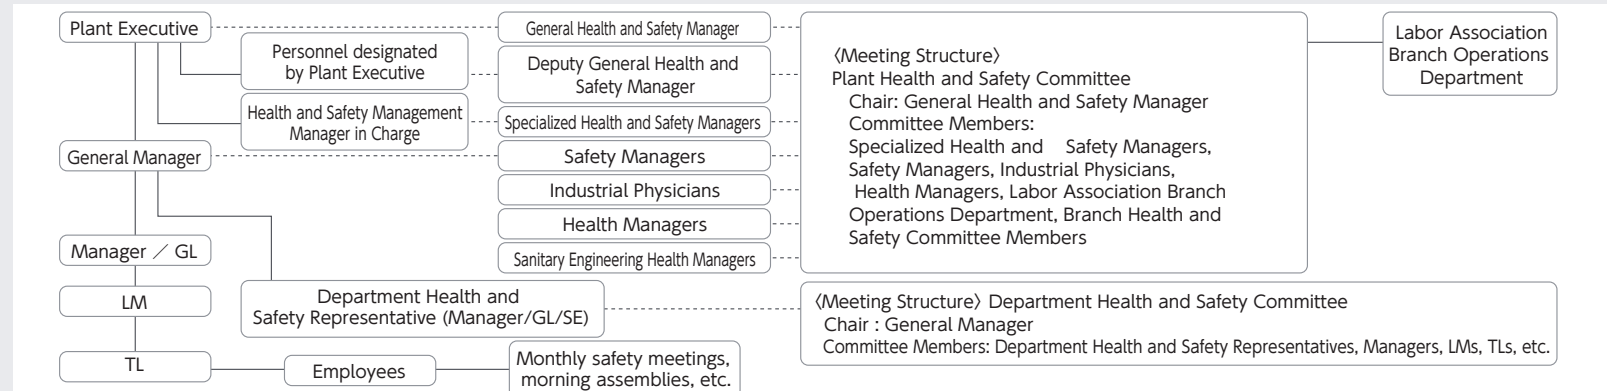 Plant Executive
General Health and Safety Manager
Personnel designated
by Plant Executive
Deputy General Health and
Safety Manager
Health and Safety Management
Manager in Charge
Specialized Health and Safety Managers
General Manager
Safety Managers
Industrial Physicians
Health Managers
Sanitary Engineering Health Managers
〈Meeting Structure〉
Plant Health and Safety Committee
Chair: General Health and Safety Manager
Committee Members:
Specialized Health and Safety Managers,
Safety Managers, Industrial Physicians,
Health Managers, Labor Association Branch
Operations Department, Branch Health and
Safety Committee Members
Labor Association
Branch Operations
Department
Manager ／ GL
LM
TL
Department Health and
Safety Representative (Manager/GL/SE)
〈Meeting Structure〉 Department Health and Safety Committee
Chair : General Manager
Committee Members: Department Health and Safety Representatives, Managers, LMs, TLs, etc.
Employees
Monthly safety meetings,
morning assemblies, etc.